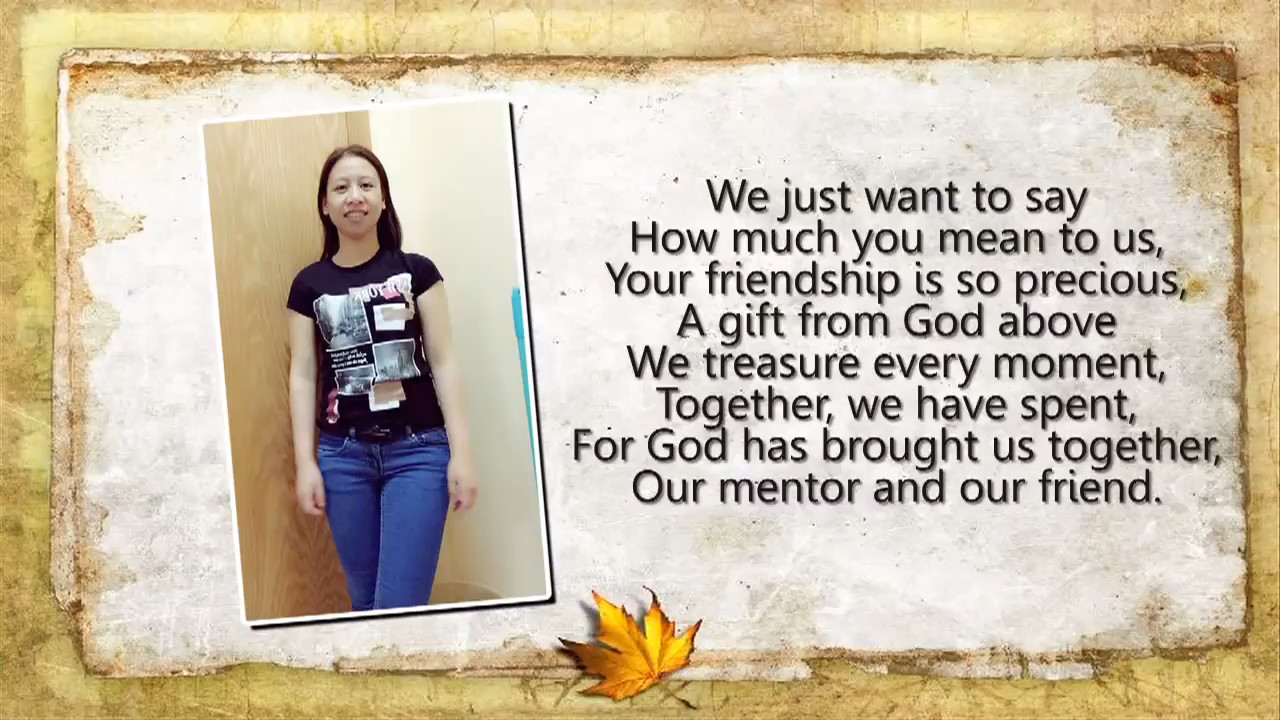 We just want to say
How much you mean to us,
Your friendship is so precious,
A gift from God above
We treasure every moment,
Together, we have spent,
For God has brought us together,
Our mentor and our friend.